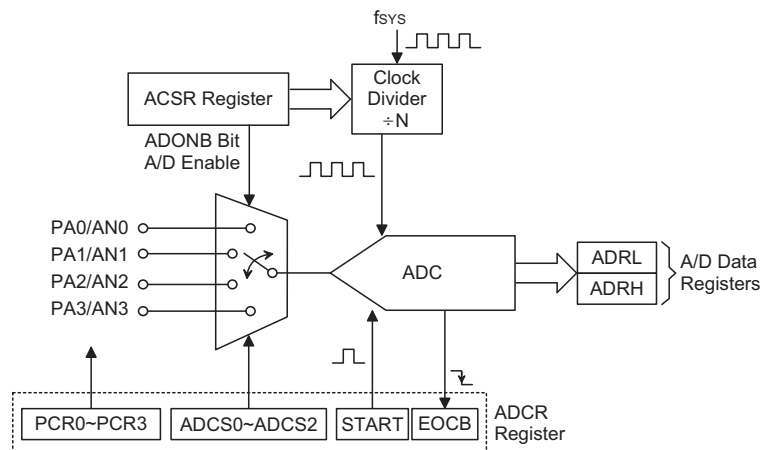 fSYS
ACSR Register
Clock
Divider
÷N
ADONB Bit
A/D Enable
PA0/AN0
PA1/AN1
PA2/AN2
PA3/AN3
ADC
ADRL
ADRH
A/D Data
Registers
PCR0~PCR3
ADCS0~ADCS2
START
EOCB
ADCR
Register